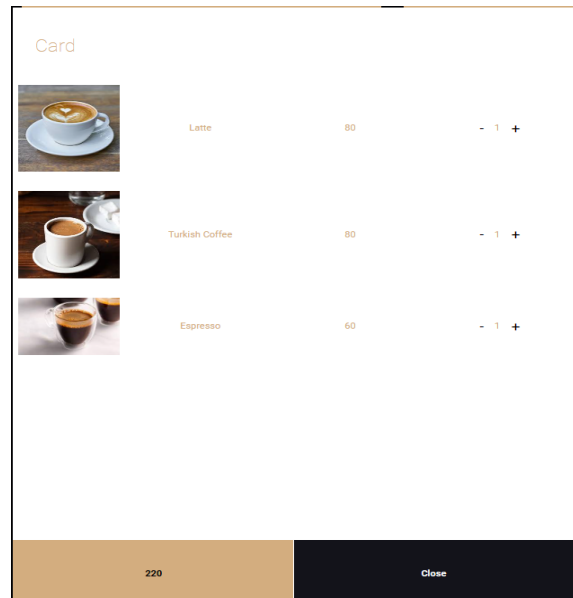 Card
Latte 80 - 1 +
Turkish Coffee 80 - 1 +
Espresso 60 - 1 +
220 Close